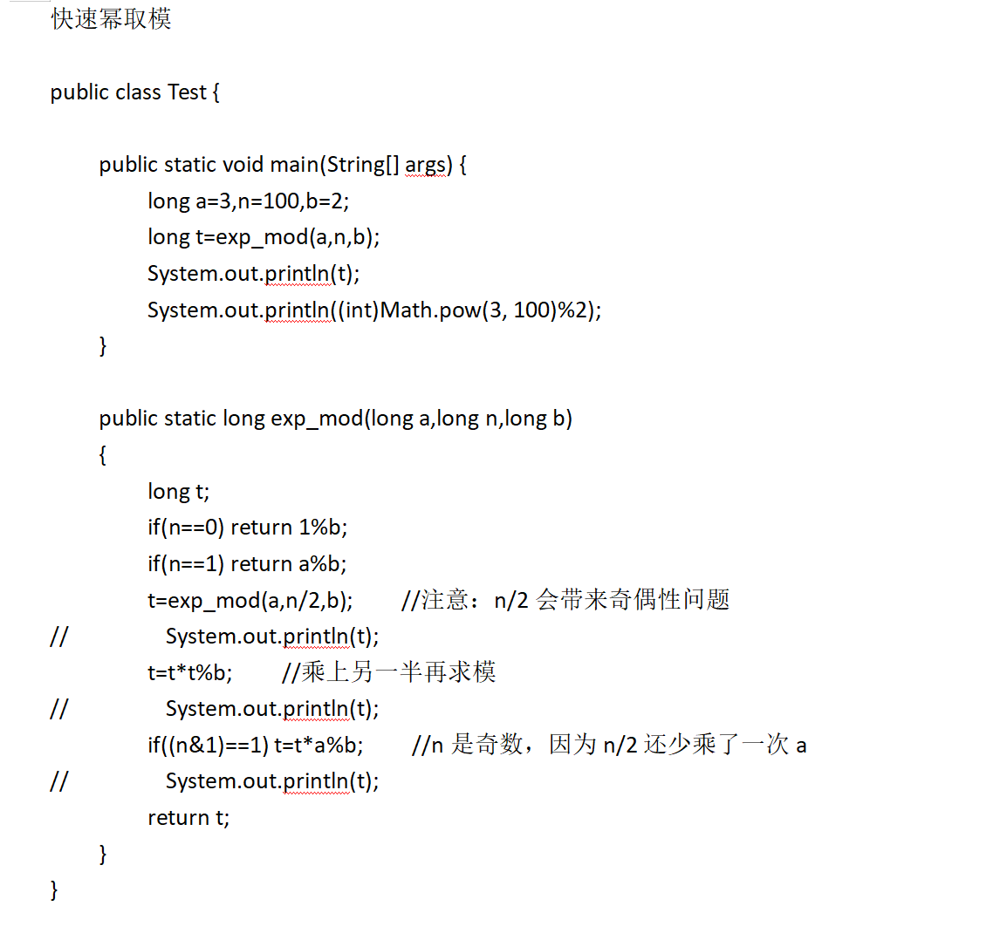 快速幂取模
public class Test {
public static void main(String[] args) {
long a=3,n=100,b=2;
long t=exp_mod(a,n,b);
System.out.println(t);
System.out.println((int)Math.pow(3, 100)%2);
}
public static long exp_mod(long a,long n,long b)
{
long t;
if(n==0) return 1%b;
if(n==1) return a%b;
t=exp_mod(a,n/2,b); //注意：n/2 会带来奇偶性问题
// System.out.println(t);
t=t*t%b; //乘上另一半再求模
// System.out.println(t);
if((n&1)==1) t=t*a%b; //n 是奇数，因为 n/2 还少乘了一次 a
// System.out.println(t);
return t;
}
}